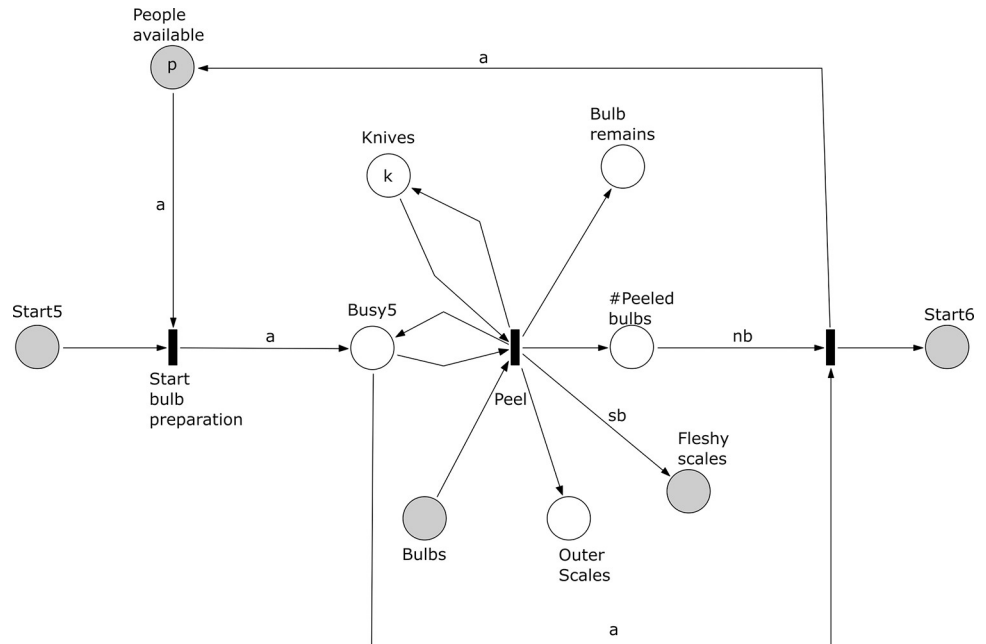 People
available
p
a
Bulb
remains
Knives
k
a
Start5
Busy5
#Peeled
bulbs
Start6
a
nb
Start
bulb
preparation
Peel
sb
Fleshy
scales
Bulbs
Outer
Scales
a